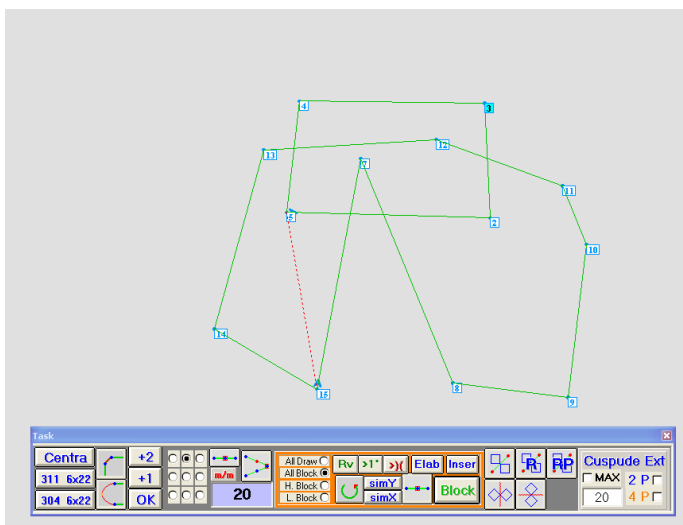 4
3
13
12
7
11
5
2
10
14
15
8
9
Task
Centra
+2
All Draw
All Block
H. Block
L. Block
Rv
>1°
>)(
Elab
Inser
R
RP
Cuspude Ext
311 6x22
+1
m/m
MAX
2 P
304 6x22
OK
20
simY
simX
Block
20
4 P